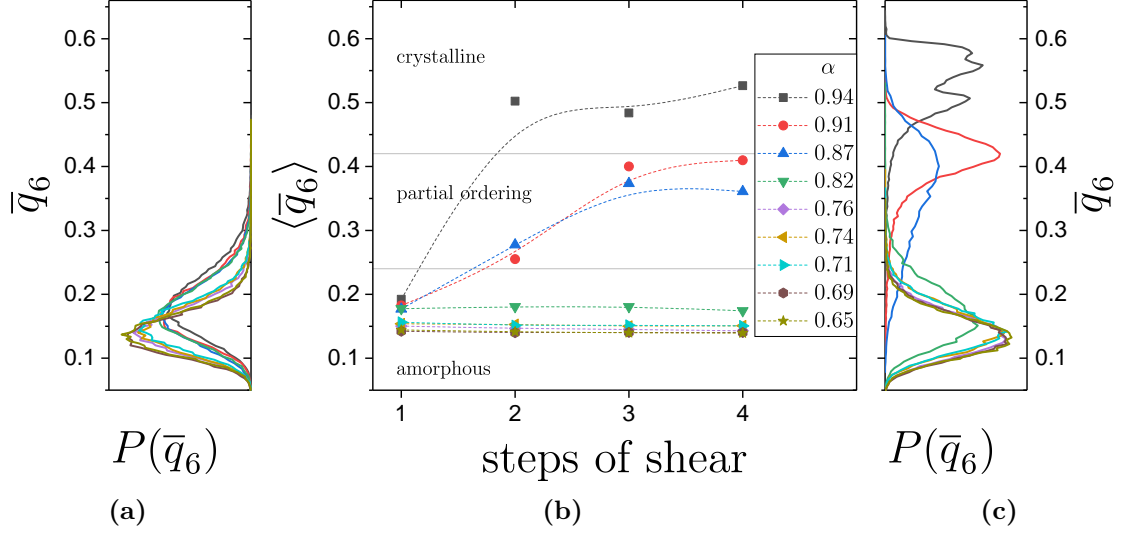 0.6
0.5
0.4
0.3
0.2
0.1
q̅₆
P(q̅₆)
(a)
0.6
0.5
0.4
0.3
0.2
0.1
⟨q̅₆⟩
crystalline
partial ordering
amorphous
α
0.94
0.91
0.87
0.82
0.76
0.74
0.71
0.69
0.65
1 2 3 4
steps of shear
(b)
0.6
0.5
0.4
0.3
0.2
0.1
q̅₆
P(q̅₆)
(c)